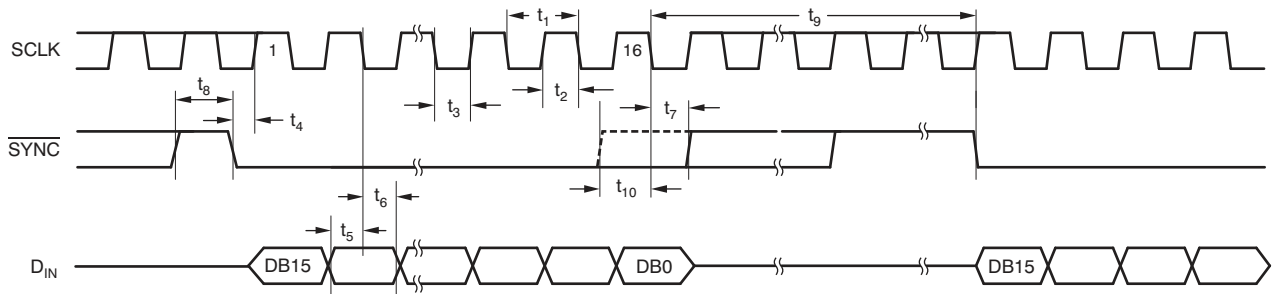 t1 t9
SCLK 1 16
t8 t4 t3 t2 t7
SYNC
t10
t6
t5
DIN DB15 DB0 DB15